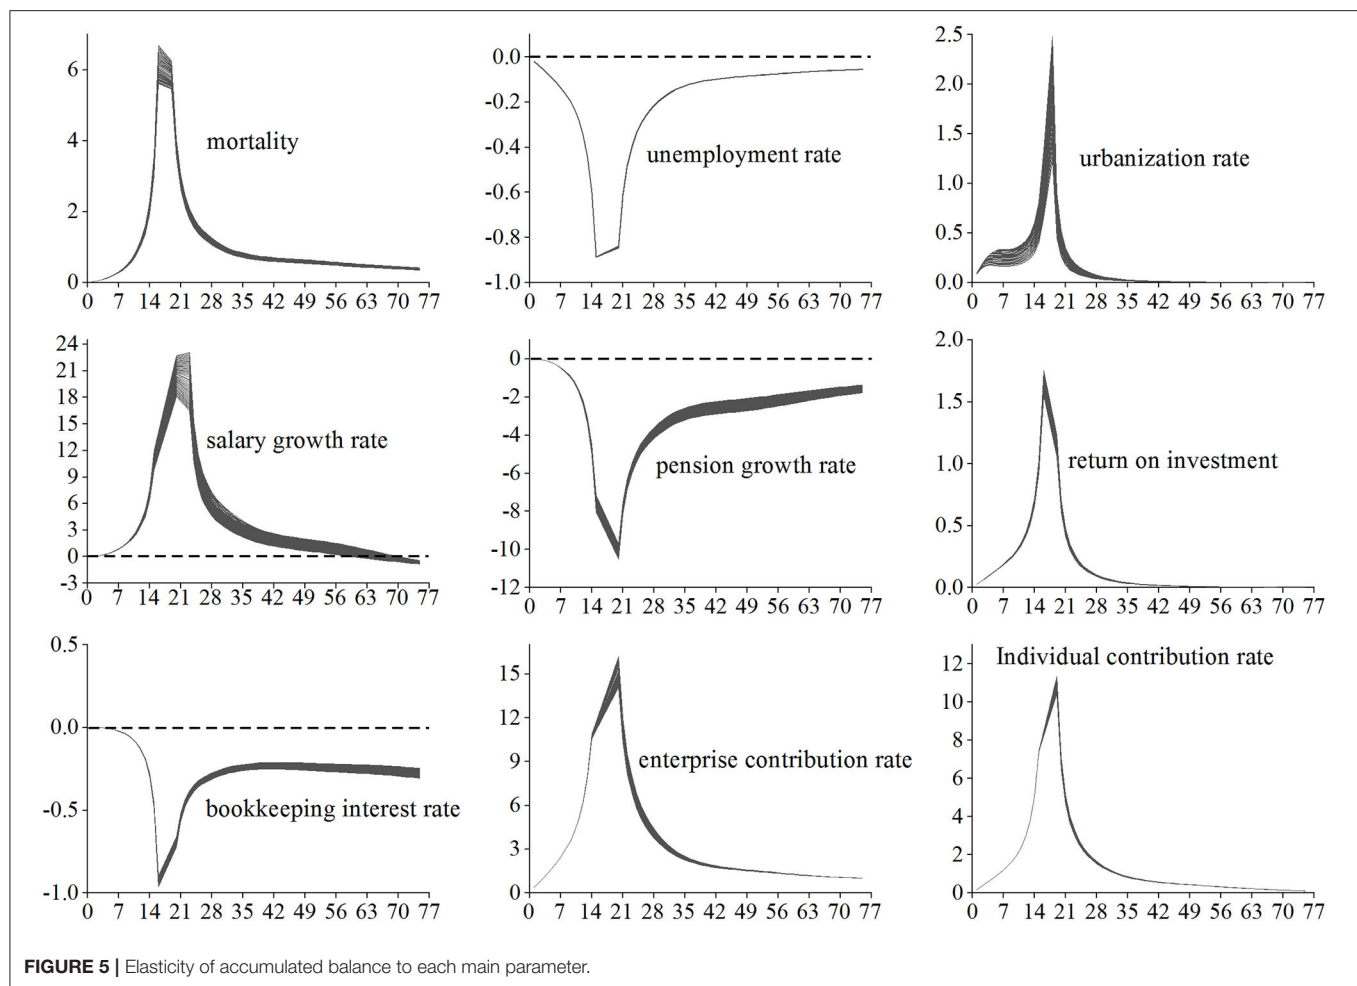 6
4
2
0
0 7 14 21 28 35 42 49 56 63 70 77
mortality
0.0
-0.2
-0.4
-0.6
-0.8
-1.0
0 7 14 21 28 35 42 49 56 63 70 77
unemployment rate
2.5
2.0
1.5
1.0
0.5
0.0
0 7 14 21 28 35 42 49 56 63 70 77
urbanization rate
24
21
18
15
12
9
6
3
0
-3
0 7 14 21 28 35 42 49 56 63 70 77
salary growth rate
0
-2
-4
-6
-8
-10
-12
0 7 14 21 28 35 42 49 56 63 70 77
pension growth rate
2.0
1.5
1.0
0.5
0.0
0 7 14 21 28 35 42 49 56 63 70 77
return on investment
0.5
0.0
-0.5
-1.0
0 7 14 21 28 35 42 49 56 63 70 77
bookkeeping interest rate
15
12
9
6
3
0
0 7 14 21 28 35 42 49 56 63 70 77
enterprise contribution rate
Individual contribution rate
12
10
8
6
4
2
0
0 7 14 21 28 35 42 49 56 63 70 77
FIGURE 5 | Elasticity of accumulated balance to each main parameter.